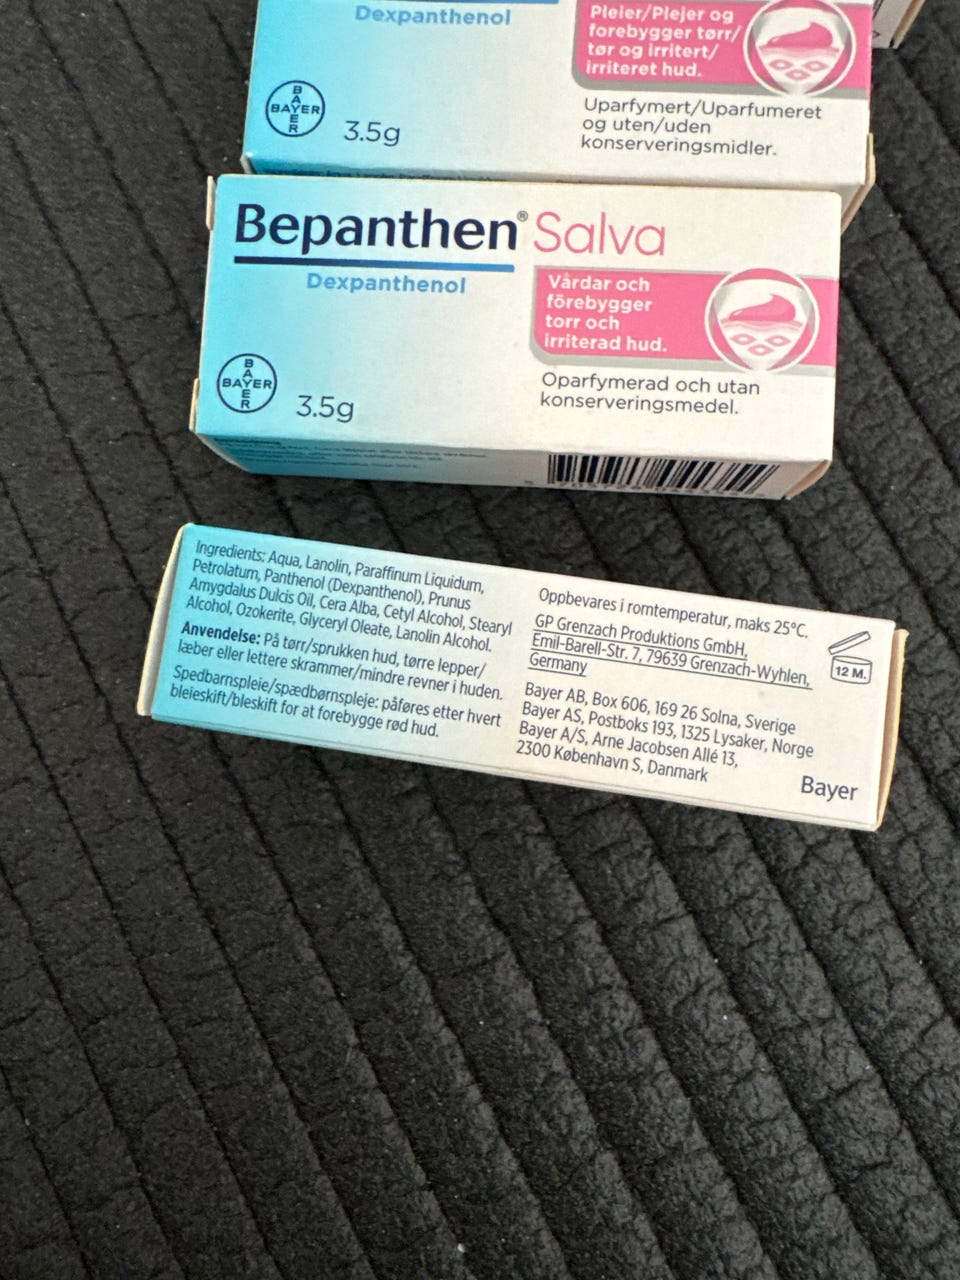 Dexpanthenol
Pleier/Plejer og
forebygger tørr/
tør og irritert/
irriteret hud.
BAYER
BAYER
3.5g
Uparfymert/Uparfumeret
og uten/uden
konserveringsmidler.
Bepanthen® Salva
Dexpanthenol
Vårdar och
förebygger
torr och
irriterad hud.
BAYER
BAYER
3.5g
Oparfymerad och utan
konserveringsmedel.
Ingredients: Aqua, Lanolin, Paraffinum Liquidum,
Petrolatum, Panthenol (Dexpanthenol), Prunus
Amygdalus Dulcis Oil, Cera Alba, Cetyl Alcohol, Stearyl
Alcohol, Ozokerite, Glyceryl Oleate, Lanolin Alcohol.
Anvendelse: På tørr/sprukken hud, tørre lepper/
læber eller lettere skrammer/mindre revner i huden.
Spedbarnspleie/spædbørnspleje: påføres etter hvert
bleieskift/bleskift for at forebygge rød hud.
Oppbevares i romtemperatur, maks 25°C.
GP Grenzach Produktions GmbH,
Emil-Barell-Str. 7, 79639 Grenzach-Wyhlen,
Germany
12 M.
Bayer AB, Box 606, 169 26 Solna, Sverige
Bayer AS, Postboks 193, 1325 Lysaker, Norge
Bayer A/S, Arne Jacobsen Allé 13,
2300 København S, Danmark
Bayer